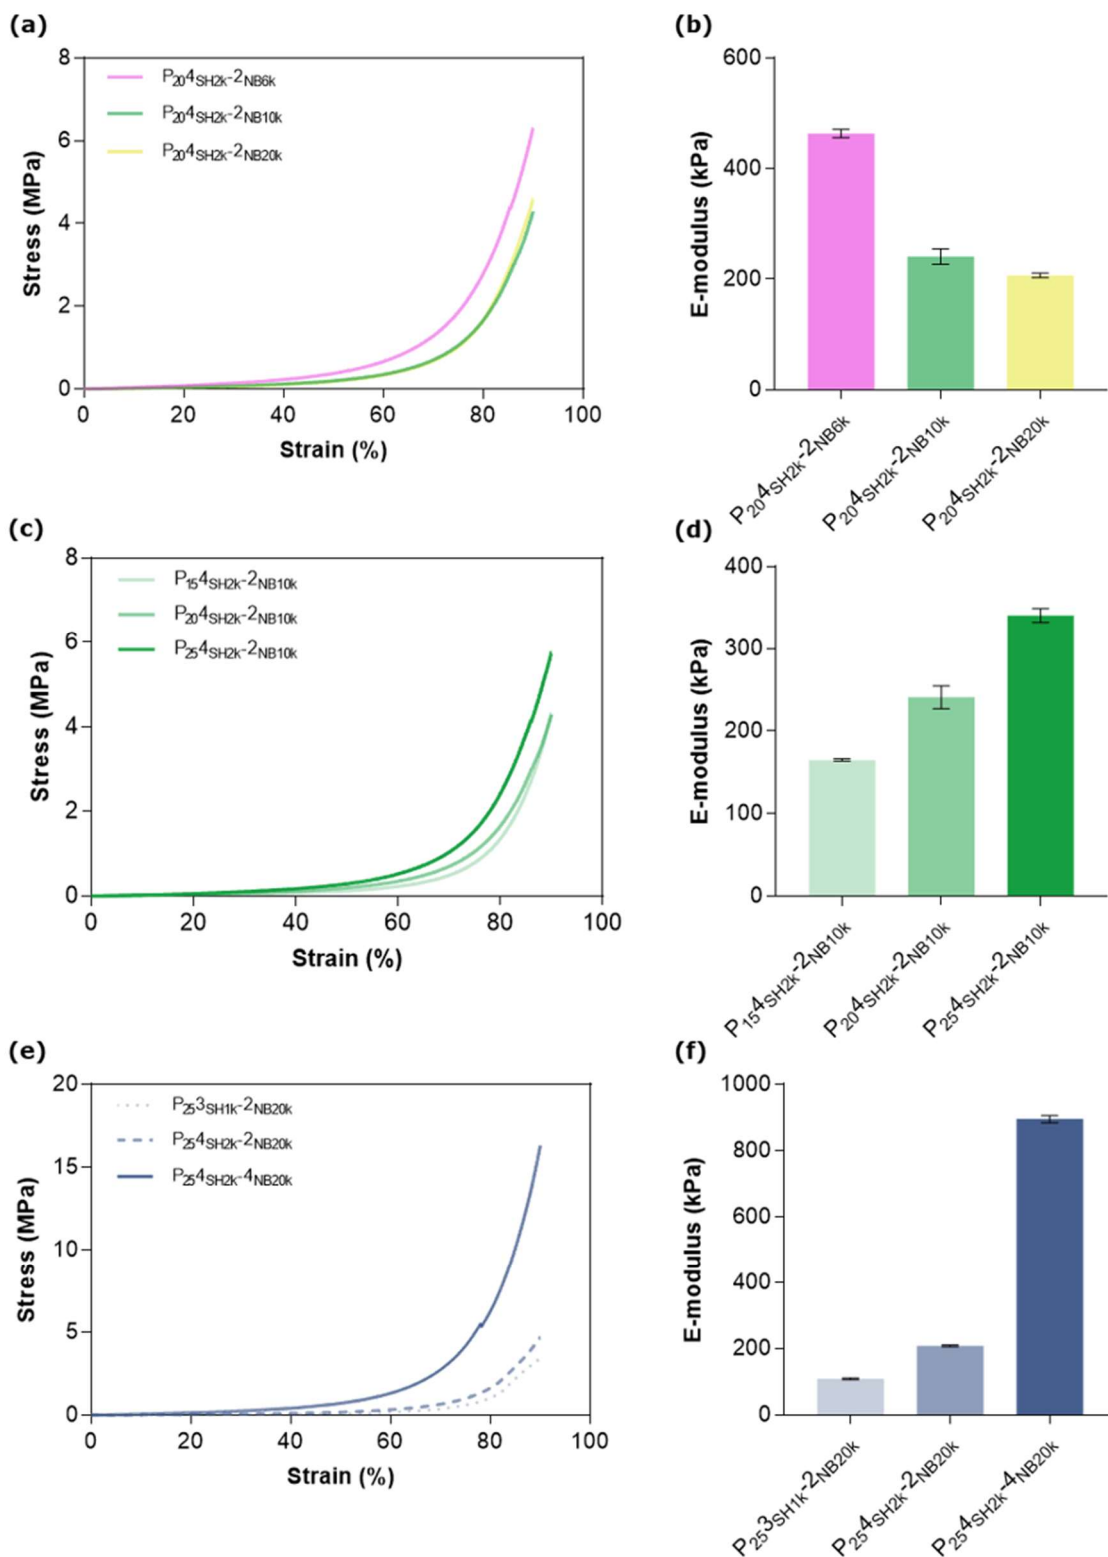 (a)
8
6
4
2
0
Stress (MPa)
P₂₀4SH2k-2NB6k
P₂₀4SH2k-2NB10k
P₂₀4SH2k-2NB20k
0 20 40 60 80 100
Strain (%)
(b)
600
400
200
0
E-modulus (kPa)
P₂₀4SH2k-2NB6k
P₂₀4SH2k-2NB10k
P₂₀4SH2k-2NB20k
(c)
8
6
4
2
0
Stress (MPa)
P₁₅4SH2k-2NB10k
P₂₀4SH2k-2NB10k
P₂₅4SH2k-2NB10k
0 20 40 60 80 100
Strain (%)
(d)
400
300
200
100
0
E-modulus (kPa)
P₁₅4SH2k-2NB10k
P₂₀4SH2k-2NB10k
P₂₅4SH2k-2NB10k
(e)
20
15
10
5
0
Stress (MPa)
P₂₅3SH1k-2NB20k
P₂₅4SH2k-2NB20k
P₂₅4SH2k-4NB20k
0 20 40 60 80 100
Strain (%)
(f)
1000
800
600
400
200
0
E-modulus (kPa)
P₂₅3SH1k-2NB20k
P₂₅4SH2k-2NB20k
P₂₅4SH2k-4NB20k